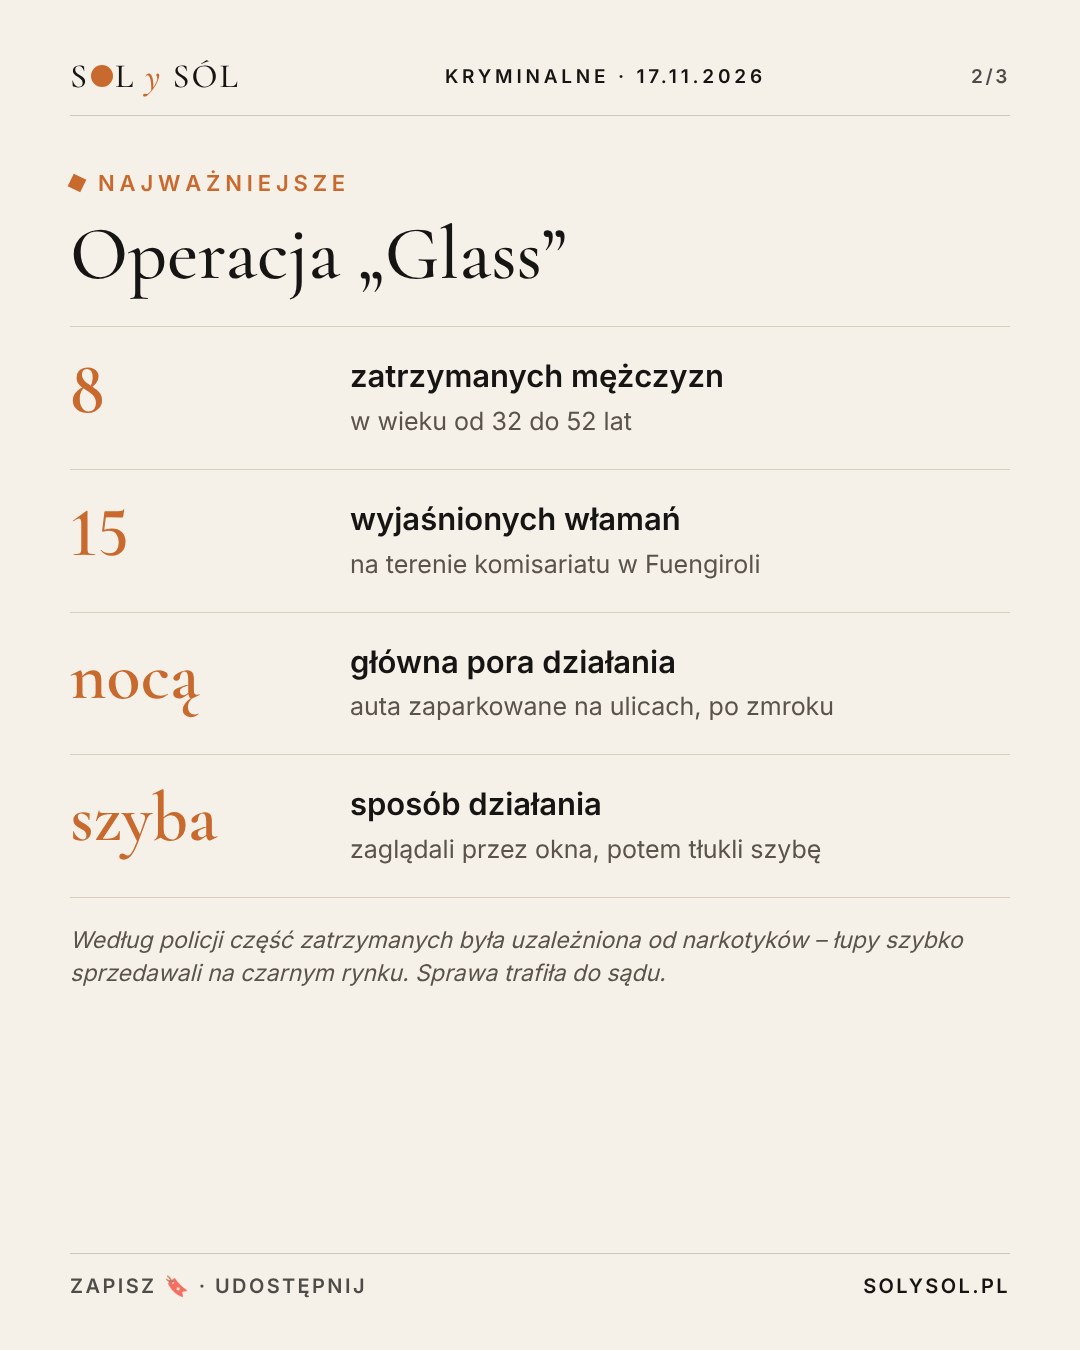 SOL y SÓL
KRYMINALNE · 17.11.2026
2/3
NAJWAŻNIEJSZE
Operacja „Glass”
8
zatrzymanych mężczyzn
w wieku od 32 do 52 lat
15
wyjaśnionych włamań
na terenie komisariatu w Fuengiroli
nocą
główna pora działania
auta zaparkowane na ulicach, po zmroku
szyba
sposób działania
zaglądali przez okna, potem tłukli szybę
Według policji część zatrzymanych była uzależniona od narkotyków – łupy szybko
sprzedawali na czarnym rynku. Sprawa trafiła do sądu.
ZAPISZ 🔖 · UDOSTĘPNIJ
SOLYSOL.PL